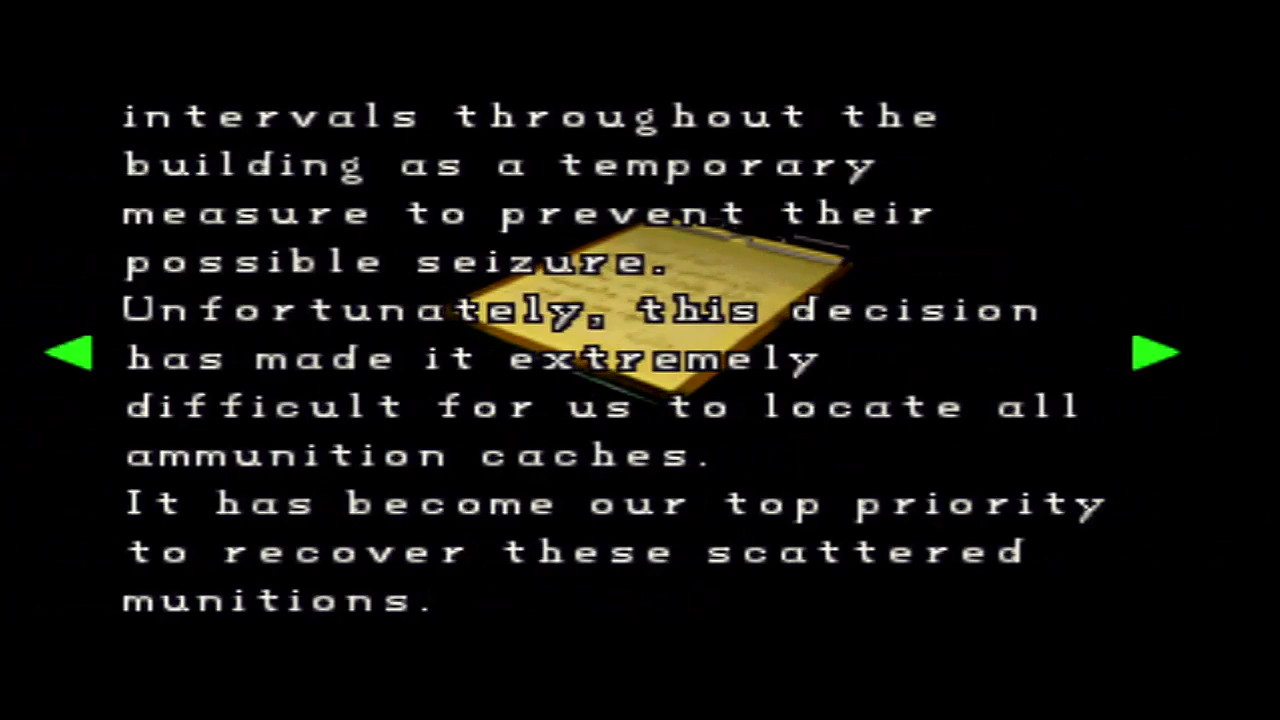 intervals throughout the
building as a temporary
measure to prevent their
possible seizure.
Unfortunately, this decision
has made it extremely
difficult for us to locate all
ammunition caches.
It has become our top priority
to recover these scattered
munitions.